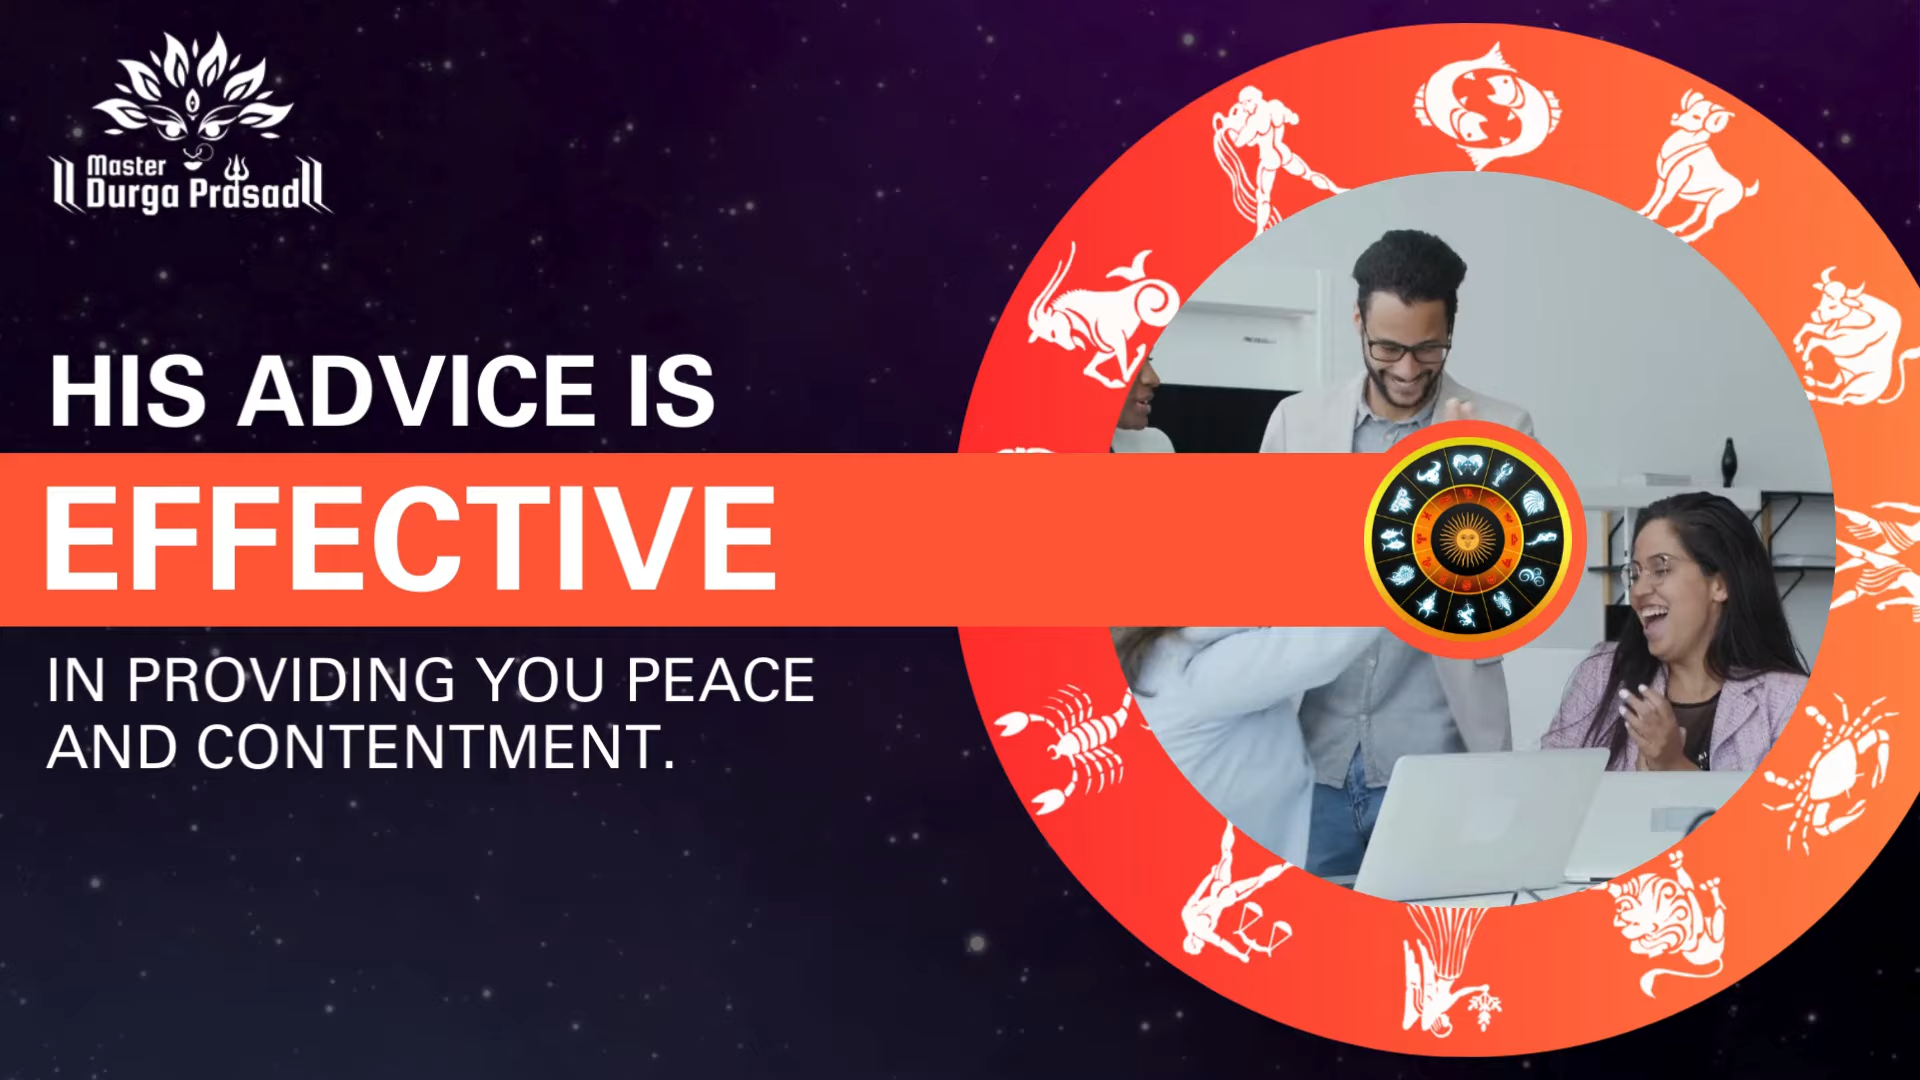 Master
Durga Prasad
HIS ADVICE IS
EFFECTIVE
IN PROVIDING YOU PEACE
AND CONTENTMENT.